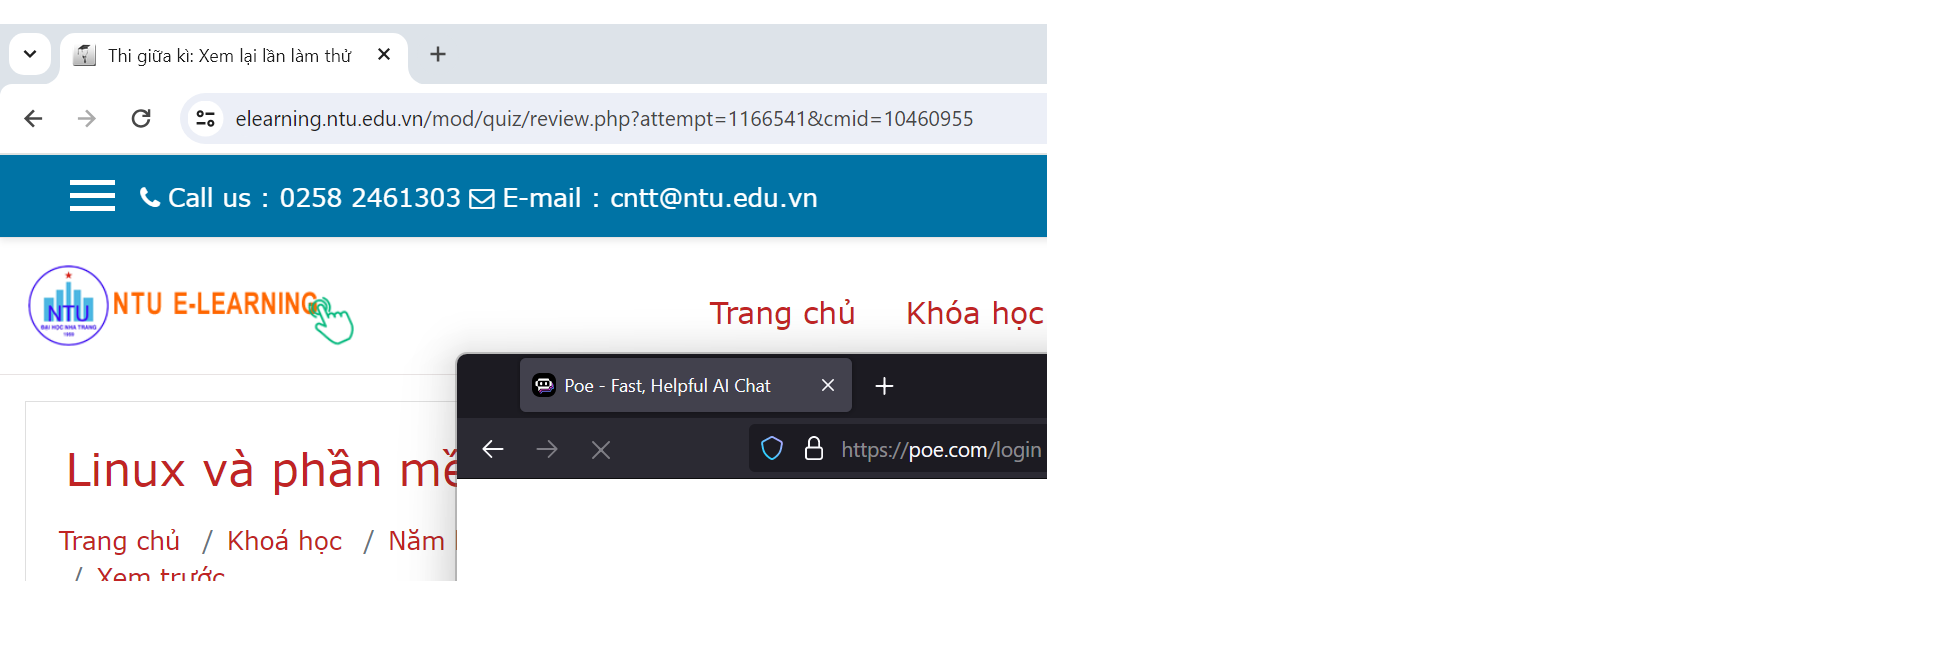 Thi giữa kì: Xem lại lần làm thử
elearning.ntu.edu.vn/mod/quiz/review.php?attempt=1166541&cmid=10460955
Call us : 0258 2461303 E-mail : cntt@ntu.edu.vn
NTU
ĐẠI HỌC NHA TRANG
1959
NTU E-LEARNING
Trang chủ Khóa học
Poe - Fast, Helpful AI Chat
https://poe.com/login
Linux và phần mề
Trang chủ / Khoá học / Năm
/ Xem trước